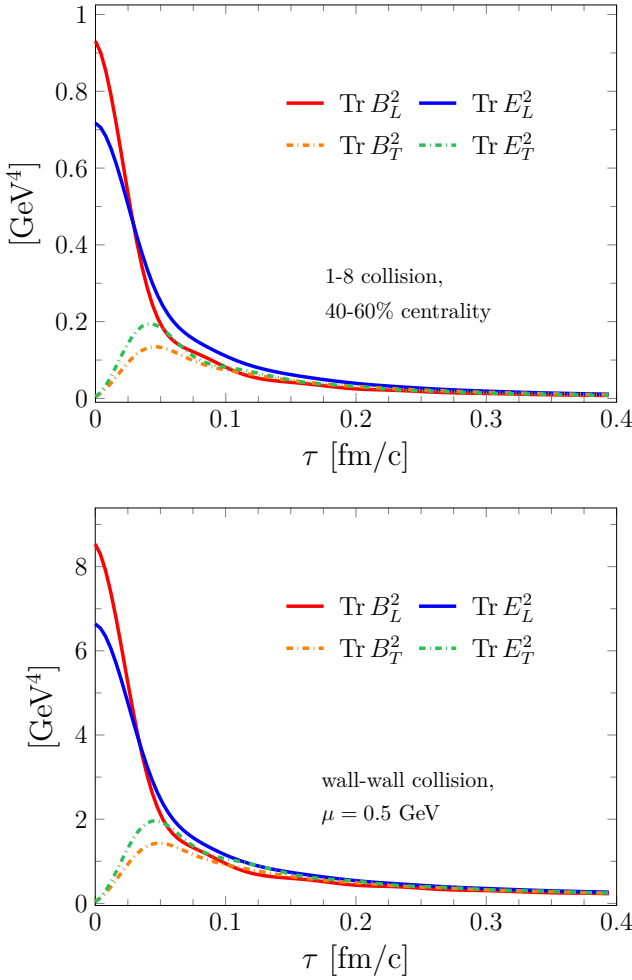 1
0.8
0.6
0.4
0.2
0
[GeV⁴]
Tr B_L^2 Tr E_L^2
Tr B_T^2 Tr E_T^2
1-8 collision,
40-60% centrality
0 0.1 0.2 0.3 0.4
τ [fm/c]
8
6
4
2
0
[GeV⁴]
Tr B_L^2 Tr E_L^2
Tr B_T^2 Tr E_T^2
wall-wall collision,
μ = 0.5 GeV
0 0.1 0.2 0.3 0.4
τ [fm/c]